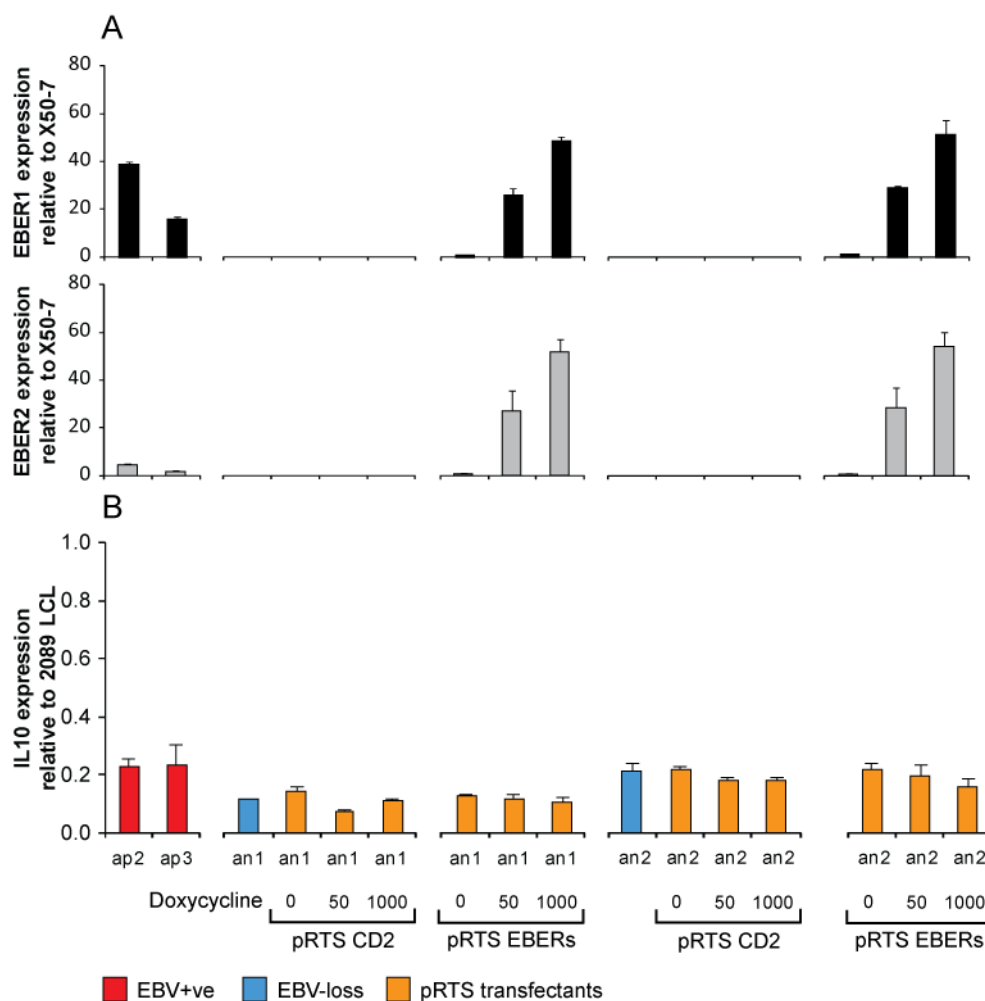 A
EBER1 expression
relative to X50-7
80
60
40
20
0
EBER2 expression
relative to X50-7
80
60
40
20
0
B
IL10 expression
relative to 2089 LCL
1.0
0.8
0.6
0.4
0.2
0.0
ap2 ap3 an1 an1 an1 an1 an1 an1 an1 an2 an2 an2 an2 an2 an2 an2
Doxycycline 0 50 1000 0 50 1000 0 50 1000 0 50 1000
pRTS CD2 pRTS EBERs pRTS CD2 pRTS EBERs
EBV+ve EBV-loss pRTS transfectants